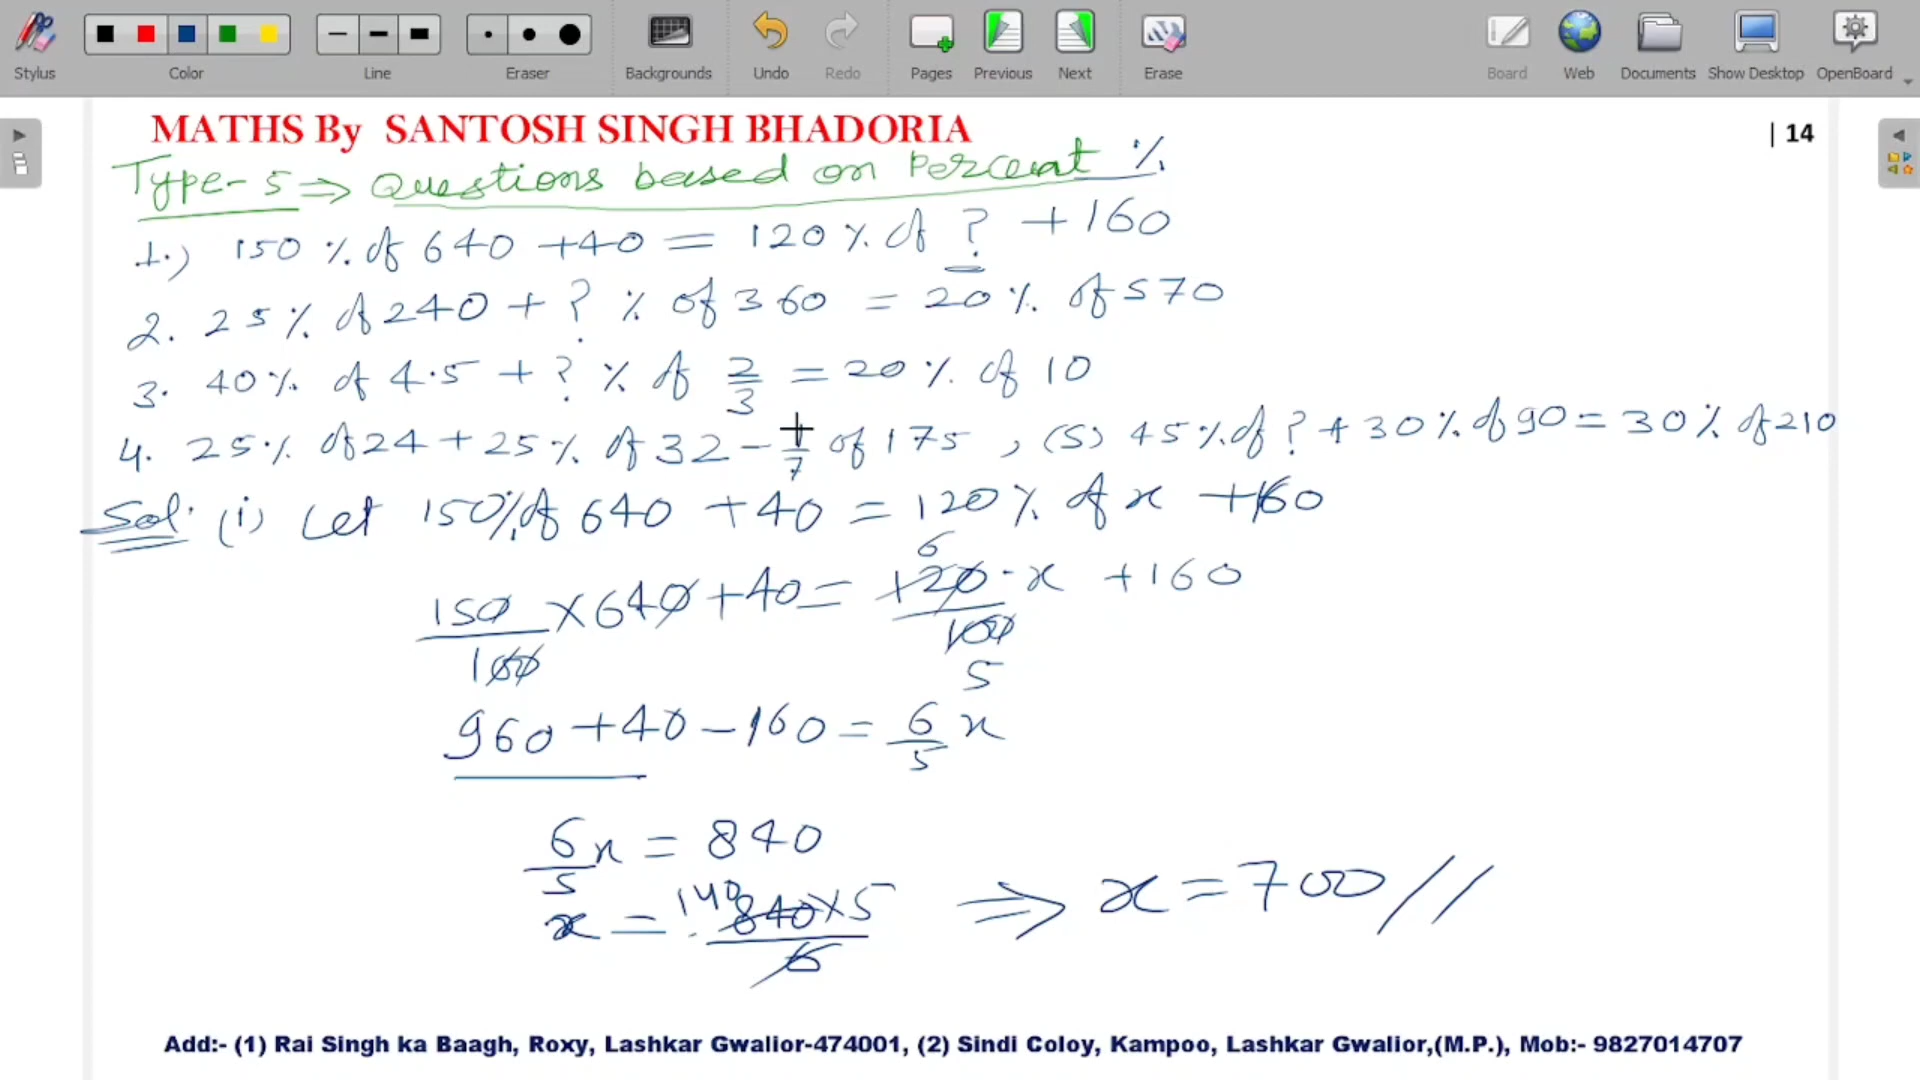 Stylus Color Line Eraser Backgrounds Undo Redo Pages Previous Next Erase Board Web Documents Show Desktop OpenBoard
MATHS By SANTOSH SINGH BHADORIA | 14
Type-5 ⇒ Questions based on Percent %
1.) 150 % of 640 +40 = 120 % of ? +160
2. 25 % of 240 + ? % of 360 = 20 % of 570
3. 40 % of 4.5 + ? % of 2/3 = 20 % of 10
4. 25 % of 24 + 25 % of 32 - 1/7 of 175 , (5) 45 % of ? + 30 % of 90 = 30 % of 210
Sol. (i) Let 150% of 640 +40 = 120 % of x +160
150/100 × 640 + 40 = 120/100 · x + 160
6
5
960 + 40 - 160 = 6/5 x
6/5 x = 840
x = 840×5/6 ⇒ x = 700 //
140
Add:- (1) Rai Singh ka Baagh, Roxy, Lashkar Gwalior-474001, (2) Sindi Coloy, Kampoo, Lashkar Gwalior,(M.P.), Mob:- 9827014707